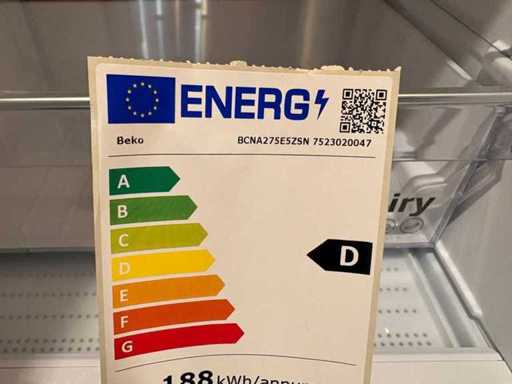 ENERG
Beko BCNA275E5ZSN 7523020047
A
B
C
D
E
F
G
D
188 kWh/annum
iry